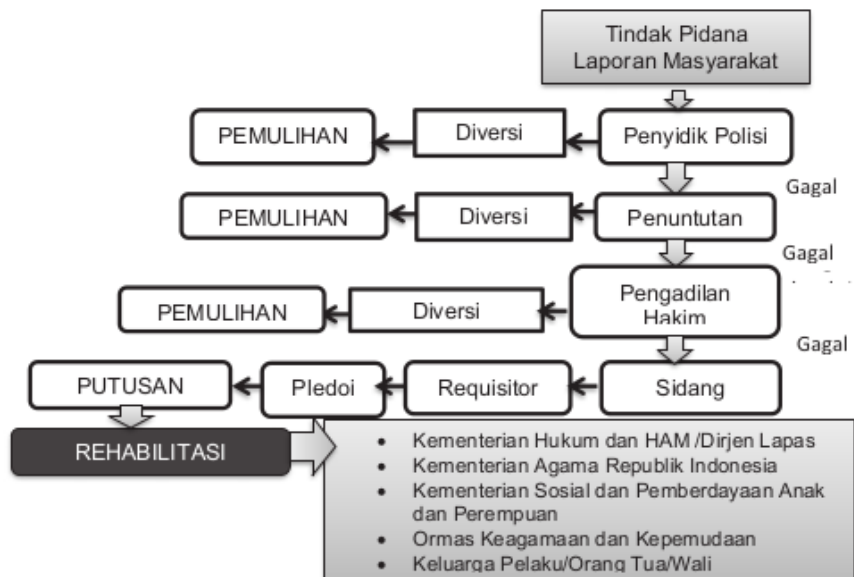 Tindak Pidana
Laporan Masyarakat
PEMULIHAN
Diversi
Penyidik Polisi
Gagal
PEMULIHAN
Diversi
Penuntutan
Gagal
PEMULIHAN
Diversi
Pengadilan
Hakim
Gagal
PUTUSAN
Pledoi
Requisitor
Sidang
REHABILITASI
• Kementerian Hukum dan HAM /Dirjen Lapas
• Kementerian Agama Republik Indonesia
• Kementerian Sosial dan Pemberdayaan Anak
dan Perempuan
• Ormas Keagamaan dan Kepemudaan
• Keluarga Pelaku/Orang Tua/Wali